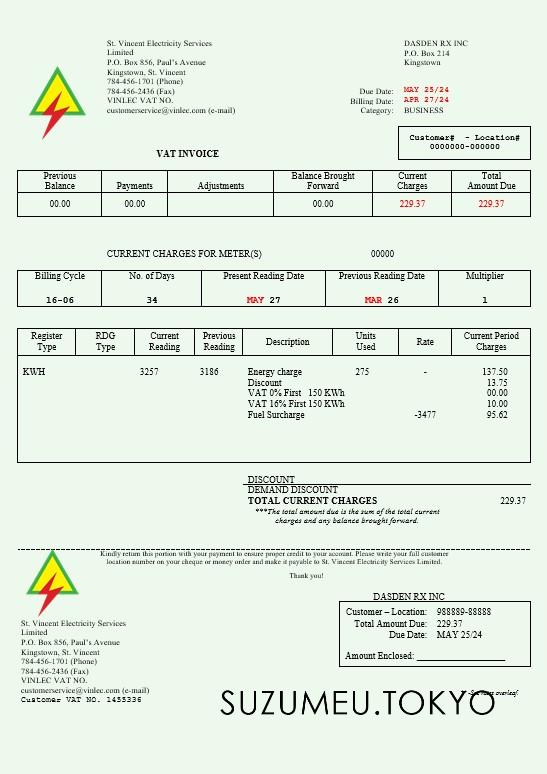 St. Vincent Electricity Services
Limited
P.O. Box 856, Paul's Avenue
Kingstown, St. Vincent
784-456-1701 (Phone)
784-456-2436 (Fax)
VINLEC VAT NO.
customerservice@vinlec.com (e-mail)
DASDEN RX INC
P.O. Box 214
Kingstown
Due Date: MAY 25/24
Billing Date: APR 27/24
Category: BUSINESS
Customer# - Location#
0000000-000000
VAT INVOICE
Previous Balance Payments Adjustments Balance Brought Forward Current Charges Total Amount Due
00.00 00.00 00.00 229.37 229.37
CURRENT CHARGES FOR METER(S) 00000
Billing Cycle No. of Days Present Reading Date Previous Reading Date Multiplier
16-06 34 MAY 27 MAR 26 1
Register Type RDG Type Current Reading Previous Reading Description Units Used Rate Current Period Charges
KWH 3257 3186 Energy charge 275 - 137.50
Discount 13.75
VAT 0% First 150 KWh 00.00
VAT 16% First 150 KWh 10.00
Fuel Surcharge -3477 95.62
DISCOUNT
DEMAND DISCOUNT
TOTAL CURRENT CHARGES 229.37
***The total amount due is the sum of the total current
charges and any balance brought forward.
Kindly return this portion with your payment to ensure proper credit to your account. Please write your full customer
location number on your cheque or money order and make it payable to St. Vincent Electricity Services Limited.
Thank you!
St. Vincent Electricity Services
Limited
P.O. Box 856, Paul's Avenue
Kingstown, St. Vincent
784-456-1701 (Phone)
784-456-2436 (Fax)
VINLEC VAT NO.
customerservice@vinlec.com (e-mail)
Customer VAT NO. 1455336
DASDEN RX INC
Customer – Location: 988889-88888
Total Amount Due: 229.37
Due Date: MAY 25/24
Amount Enclosed:
overleaf
SUZUMEU.TOKYO